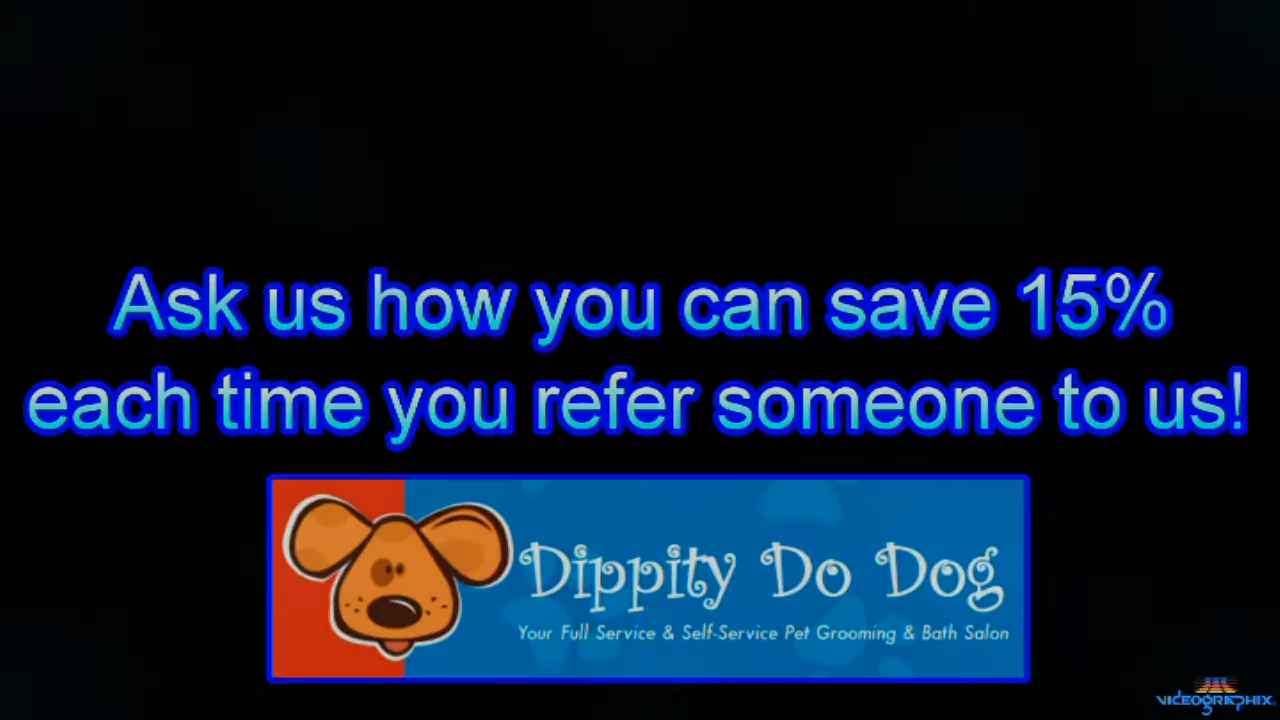 Ask us how you can save 15%
each time you refer someone to us!
Dippity Do Dog
Your Full Service & Self-Service Pet Grooming & Bath Salon
VIDEOGRAPHIX